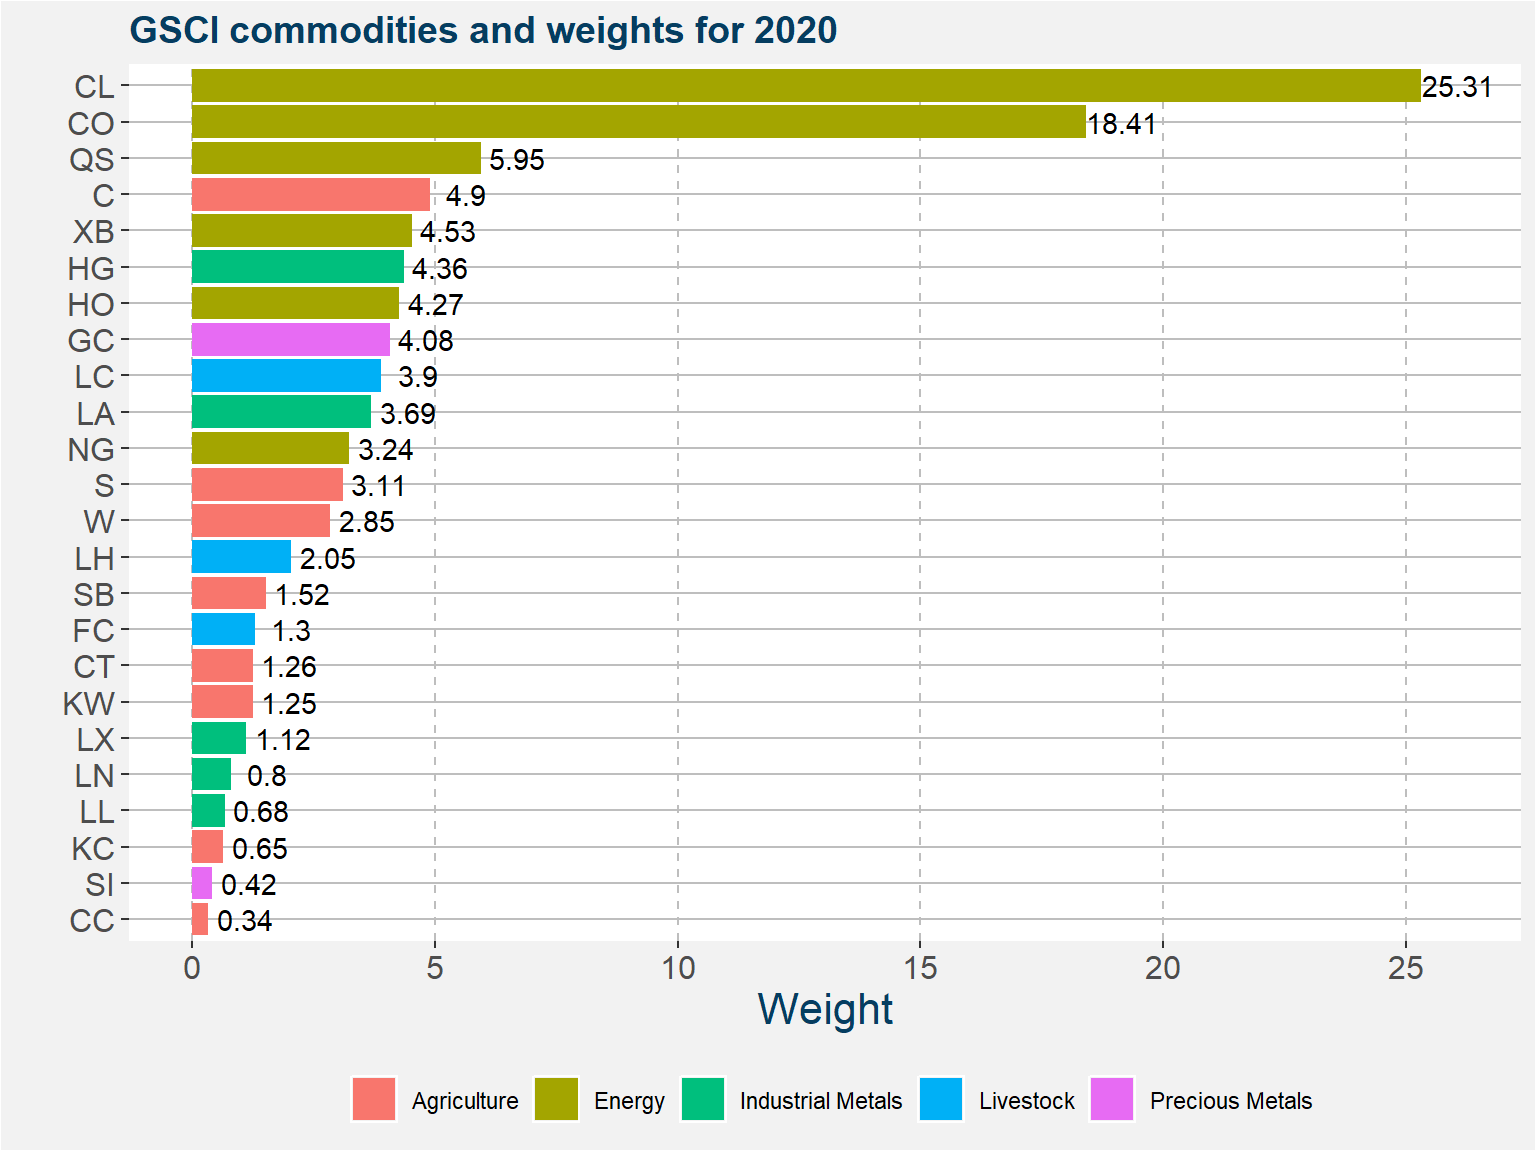 GSCI commodities and weights for 2020
CL 25.31
CO 18.41
QS 5.95
C 4.9
XB 4.53
HG 4.36
HO 4.27
GC 4.08
LC 3.9
LA 3.69
NG 3.24
S 3.11
W 2.85
LH 2.05
SB 1.52
FC 1.3
CT 1.26
KW 1.25
LX 1.12
LN 0.8
LL 0.68
KC 0.65
SI 0.42
CC 0.34
0 5 10 15 20 25
Weight
Agriculture Energy Industrial Metals Livestock Precious Metals